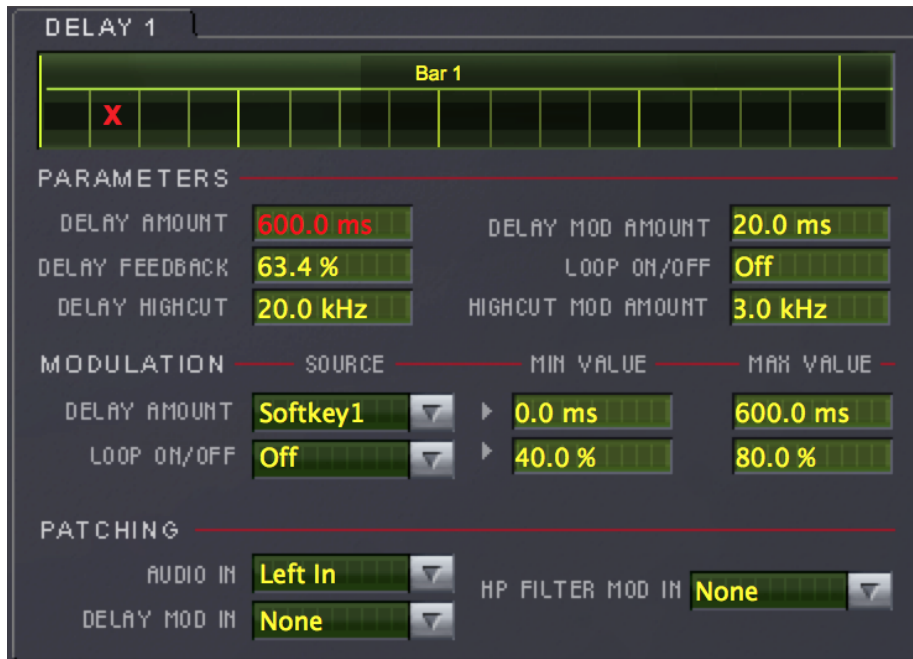 DELAY 1
Bar 1
X
PARAMETERS
DELAY AMOUNT 600.0 ms DELAY MOD AMOUNT 20.0 ms
DELAY FEEDBACK 63.4 % LOOP ON/OFF Off
DELAY HIGHCUT 20.0 kHz HIGHCUT MOD AMOUNT 3.0 kHz
MODULATION SOURCE MIN VALUE MAX VALUE
DELAY AMOUNT Softkey1 0.0 ms 600.0 ms
LOOP ON/OFF Off 40.0 % 80.0 %
PATCHING
AUDIO IN Left In
HP FILTER MOD IN None
DELAY MOD IN None